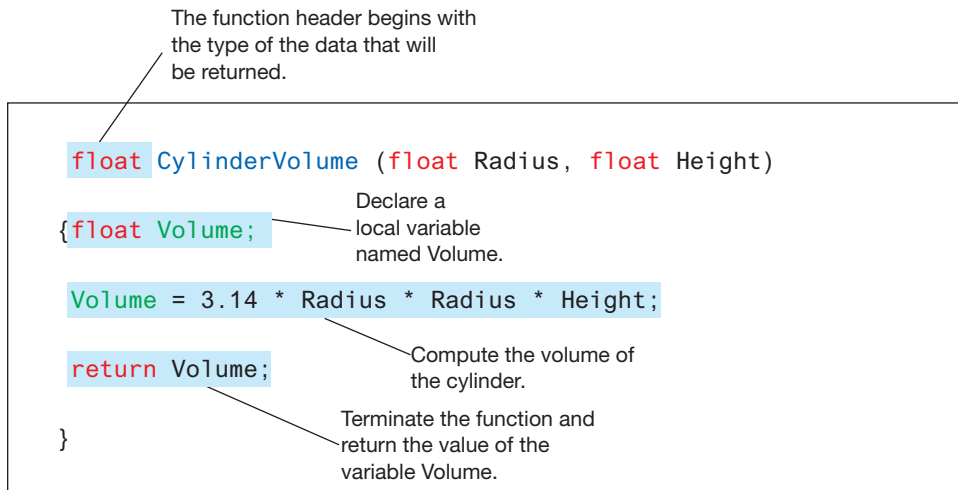 The function header begins with
the type of the data that will
be returned.
float CylinderVolume (float Radius, float Height)
{float Volume;
Declare a
local variable
named Volume.
Volume = 3.14 * Radius * Radius * Height;
Compute the volume of
the cylinder.
return Volume;
Terminate the function and
return the value of the
variable Volume.
}